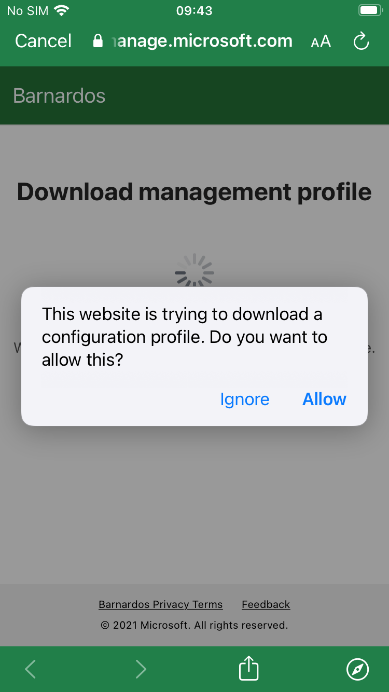 No SIM 09:43
Cancel anage.microsoft.com AA
Barnardos
Download management profile
This website is trying to download a
configuration profile. Do you want to
allow this?
Ignore Allow
Barnardos Privacy Terms Feedback
© 2021 Microsoft. All rights reserved.